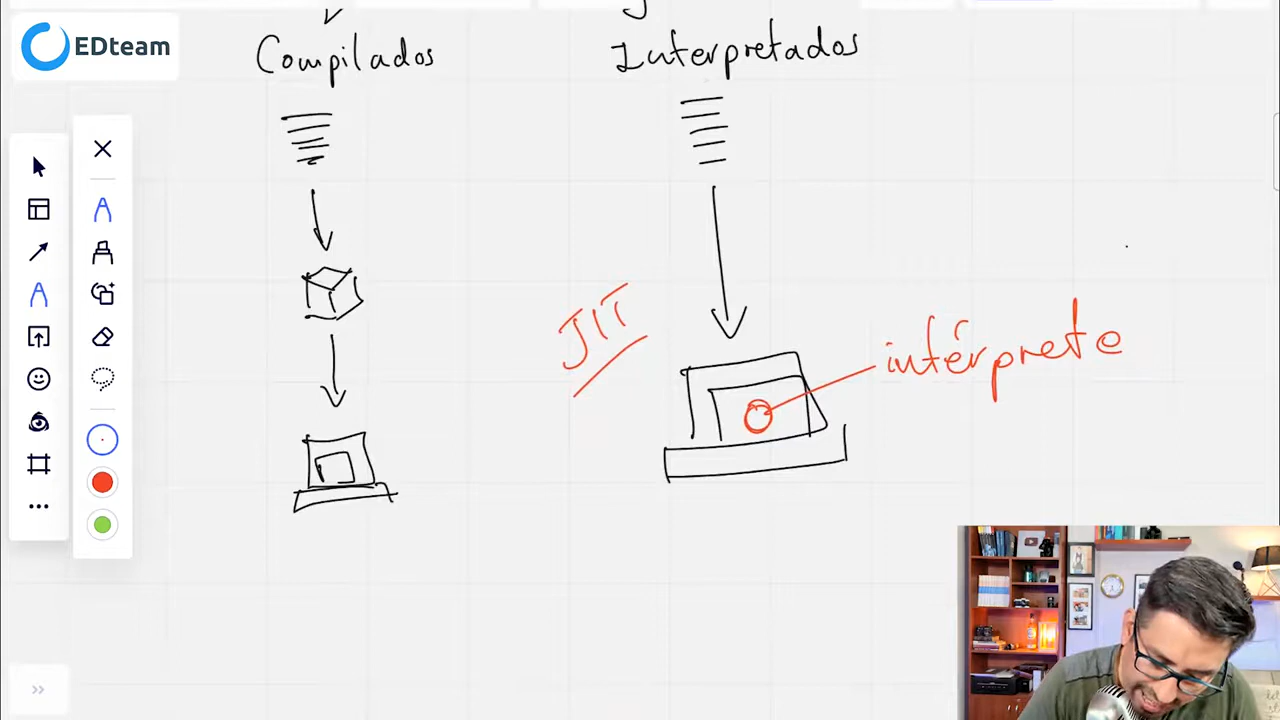 EDteam
Compilados
Interpretados
JIT
intérprete